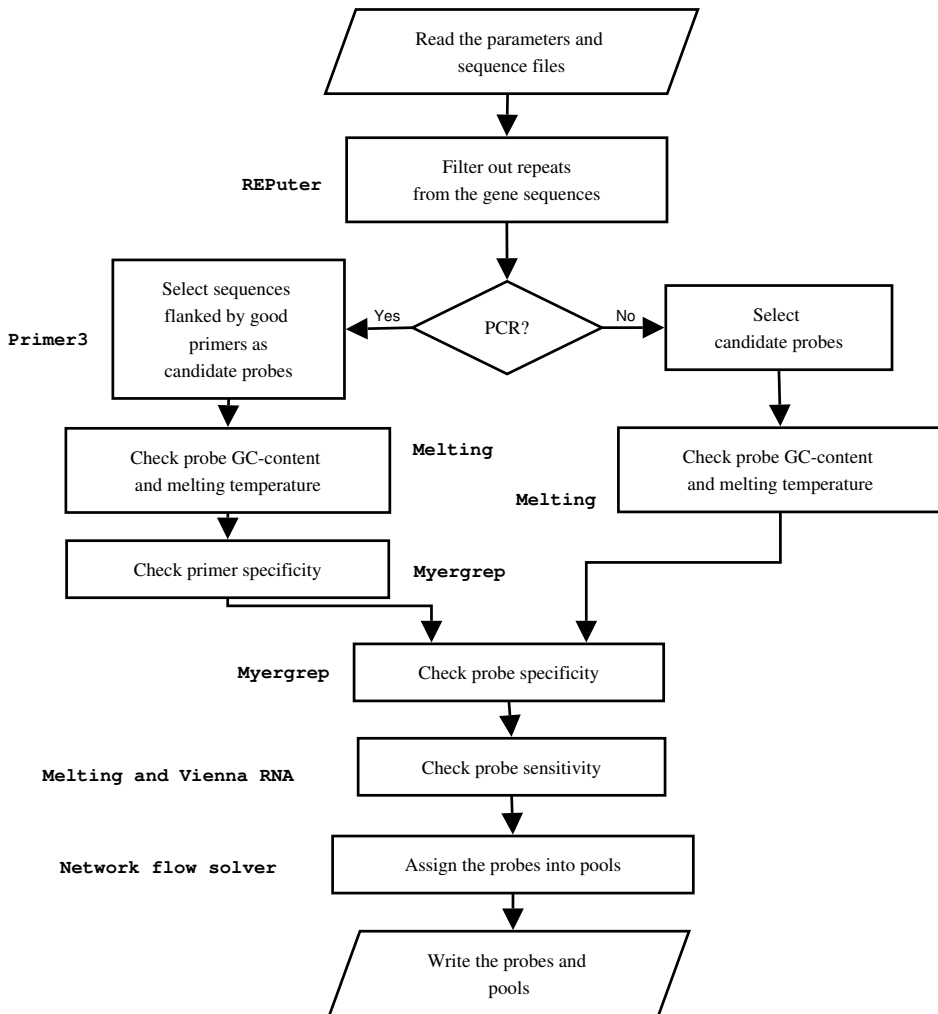 Read the parameters and
sequence files
REPuter
Filter out repeats
from the gene sequences
Primer3
Select sequences
flanked by good
primers as
candidate probes
Yes
PCR?
No
Select
candidate probes
Check probe GC-content
and melting temperature
Melting
Check probe GC-content
and melting temperature
Melting
Check primer specificity
Myergrep
Myergrep
Check probe specificity
Melting and Vienna RNA
Check probe sensitivity
Network flow solver
Assign the probes into pools
Write the probes and
pools